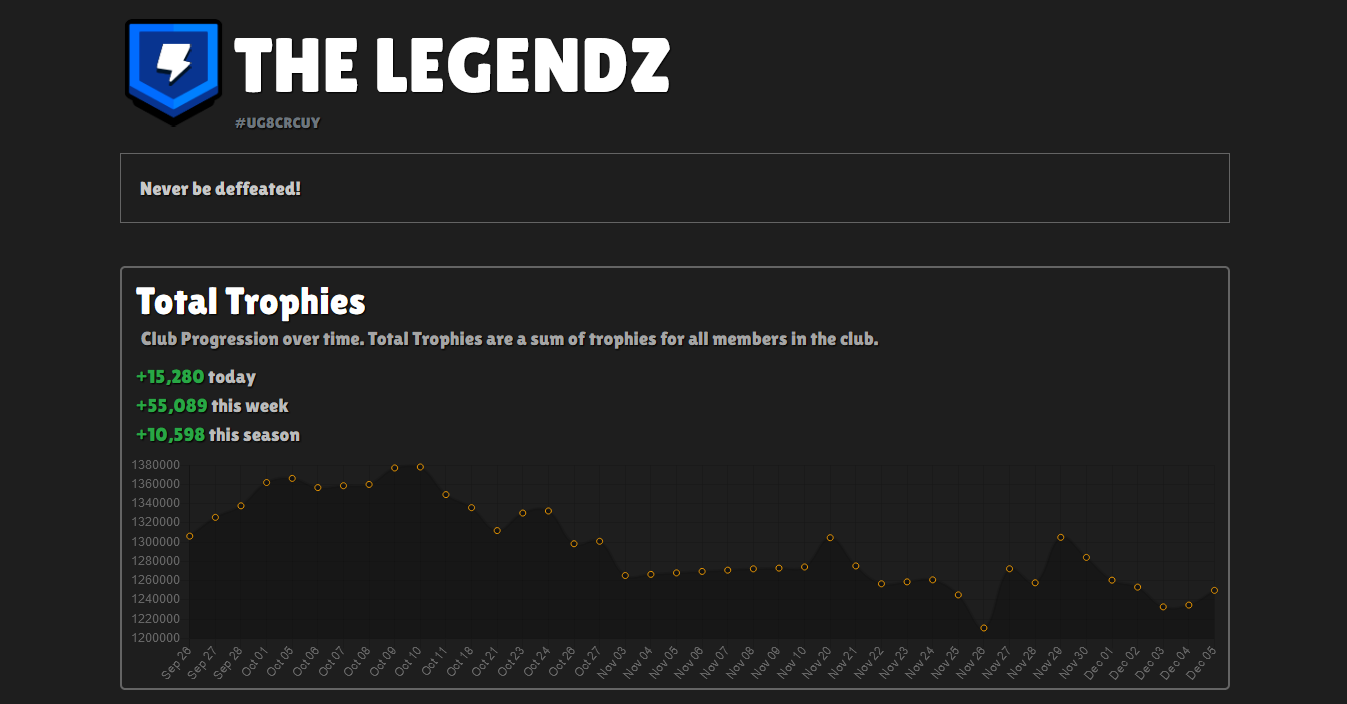 THE LEGENDZ
#UG8CRCUY
Never be deffeated!
Total Trophies
Club Progression over time. Total Trophies are a sum of trophies for all members in the club.
+15,280 today
+55,089 this week
+10,598 this season
1380000
1360000
1340000
1320000
1300000
1280000
1260000
1240000
1220000
1200000
Sep 26 Sep 27 Sep 28 Oct 01 Oct 05 Oct 06 Oct 07 Oct 08 Oct 09 Oct 10 Oct 11 Oct 18 Oct 21 Oct 23 Oct 24 Oct 26 Oct 27 Nov 03 Nov 04 Nov 05 Nov 06 Nov 07 Nov 08 Nov 09 Nov 10 Nov 20 Nov 21 Nov 22 Nov 23 Nov 24 Nov 25 Nov 26 Nov 27 Nov 28 Nov 29 Nov 30 Dec 01 Dec 02 Dec 03 Dec 04 Dec 05